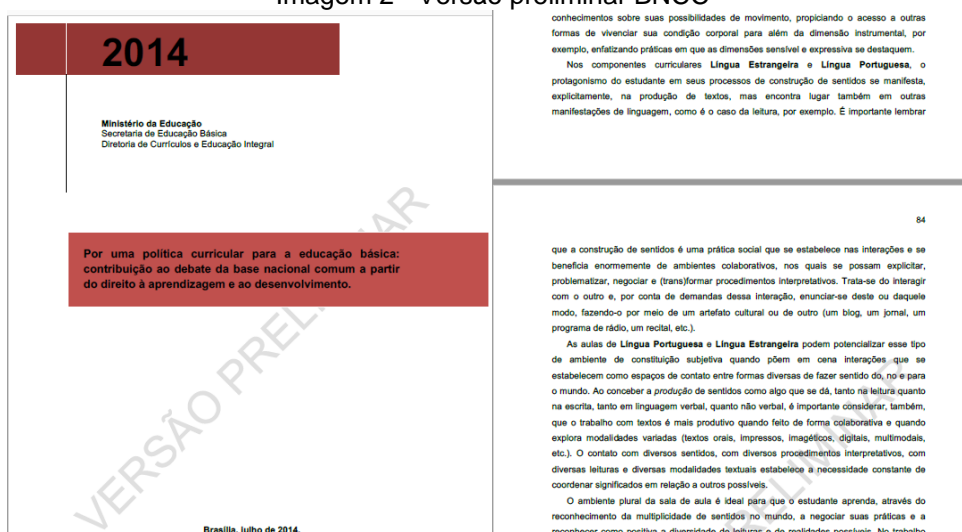 Imagem 2 - Versão preliminar BNCC
2014
Ministério da Educação
Secretaria de Educação Básica
Diretoria de Currículos e Educação Integral
Por uma política curricular para a educação básica:
contribuição ao debate da base nacional comum a partir
do direito à aprendizagem e ao desenvolvimento.
VERSÃO PRELIMINAR
Brasília, julho de 2014.
conhecimentos sobre suas possibilidades de movimento, propiciando o acesso a outras
formas de vivenciar sua condição corporal para além da dimensão instrumental, por
exemplo, enfatizando práticas em que as dimensões sensível e expressiva se destaquem.
Nos componentes curriculares Língua Estrangeira e Língua Portuguesa, o
protagonismo do estudante em seus processos de construção de sentidos se manifesta,
explicitamente, na produção de textos, mas encontra lugar também em outras
manifestações de linguagem, como é o caso da leitura, por exemplo. É importante lembrar
84
que a construção de sentidos é uma prática social que se estabelece nas interações e se
beneficia enormemente de ambientes colaborativos, nos quais se possam explicitar,
problematizar, negociar e (trans)formar procedimentos interpretativos. Trata-se do interagir
com o outro e, por conta de demandas dessa interação, enunciar-se deste ou daquele
modo, fazendo-o por meio de um artefato cultural ou de outro (um blog, um jornal, um
programa de rádio, um recital, etc.).
As aulas de Língua Portuguesa e Língua Estrangeira podem potencializar esse tipo
de ambiente de constituição subjetiva quando põem em cena interações que se
estabelecem como espaços de contato entre formas diversas de fazer sentido do, no e para
o mundo. Ao conceber a produção de sentidos como algo que se dá, tanto na leitura quanto
na escrita, tanto em linguagem verbal, quanto não verbal, é importante considerar, também,
que o trabalho com textos é mais produtivo quando feito de forma colaborativa e quando
explora modalidades variadas (textos orais, impressos, imagéticos, digitais, multimodais,
etc.). O contato com diversos sentidos, com diversos procedimentos interpretativos, com
diversas leituras e diversas modalidades textuais estabelece a necessidade constante de
coordenar significados em relação a outros possíveis.
O ambiente plural da sala de aula é ideal para que o estudante aprenda, através do
reconhecimento da multiplicidade de sentidos no mundo, a negociar suas práticas e a
reconhecer como positiva a diversidade de leituras e de realidades possíveis. No trabalho
RELIMINAR